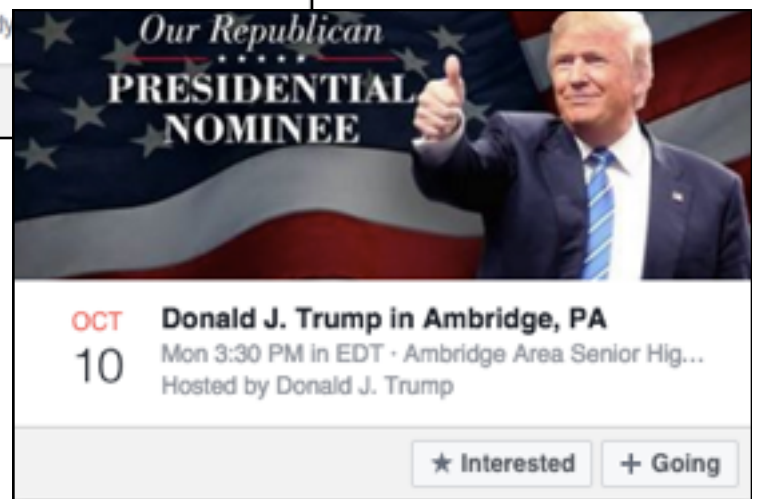 Our Republican
PRESIDENTIAL
NOMINEE
OCT
10
Donald J. Trump in Ambridge, PA
Mon 3:30 PM in EDT · Ambridge Area Senior Hig...
Hosted by Donald J. Trump
★ Interested
+ Going